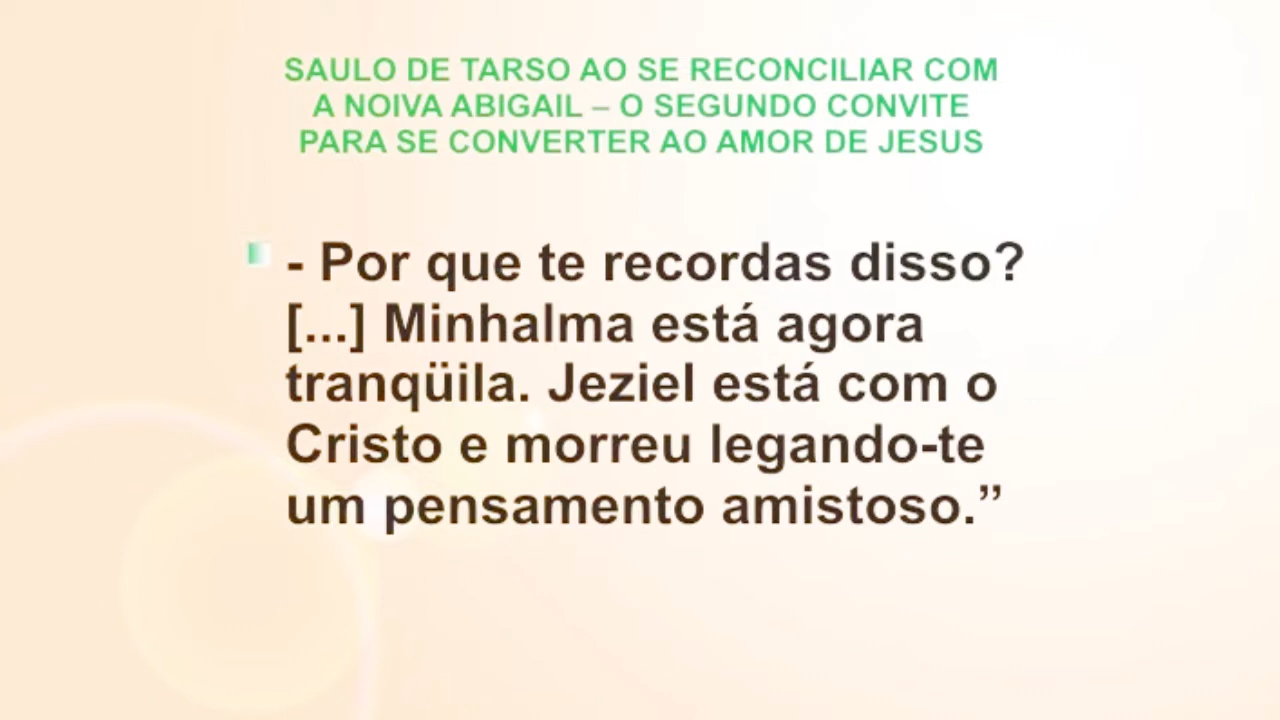 SAULO DE TARSO AO SE RECONCILIAR COM
A NOIVA ABIGAIL – O SEGUNDO CONVITE
PARA SE CONVERTER AO AMOR DE JESUS
- Por que te recordas disso?
[...] Minhalma está agora
tranqüila. Jeziel está com o
Cristo e morreu legando-te
um pensamento amistoso.”